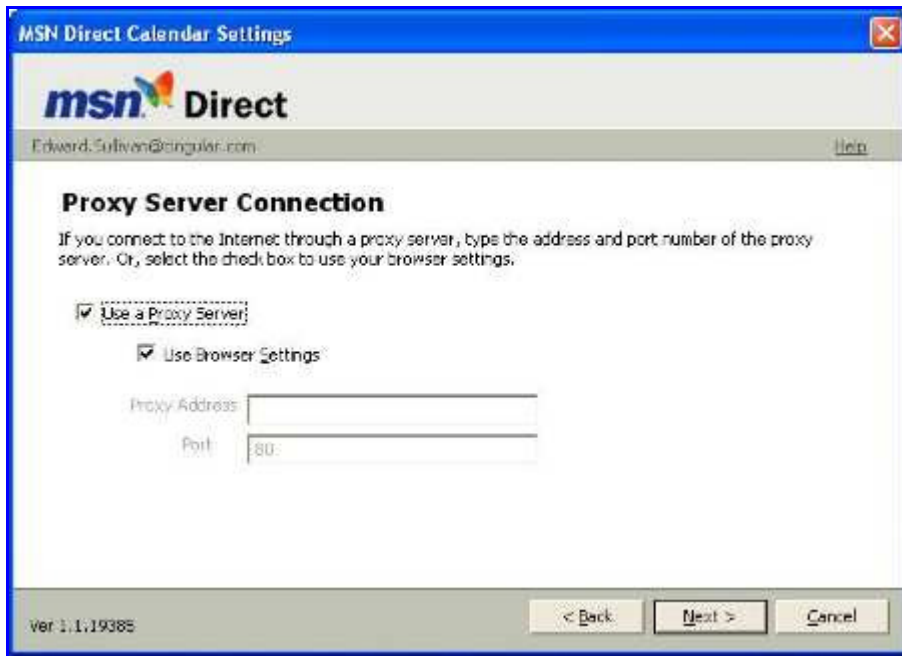 MSN Direct Calendar Settings
msn Direct
Edward.Sullivan@cingular.com
Help
Proxy Server Connection
If you connect to the Internet through a proxy server, type the address and port number of the proxy
server. Or, select the check box to use your browser settings.
Use a Proxy Server
Use Browser Settings
Proxy Address
Port
80
ver 1.1.19385
< Back
Next >
Cancel